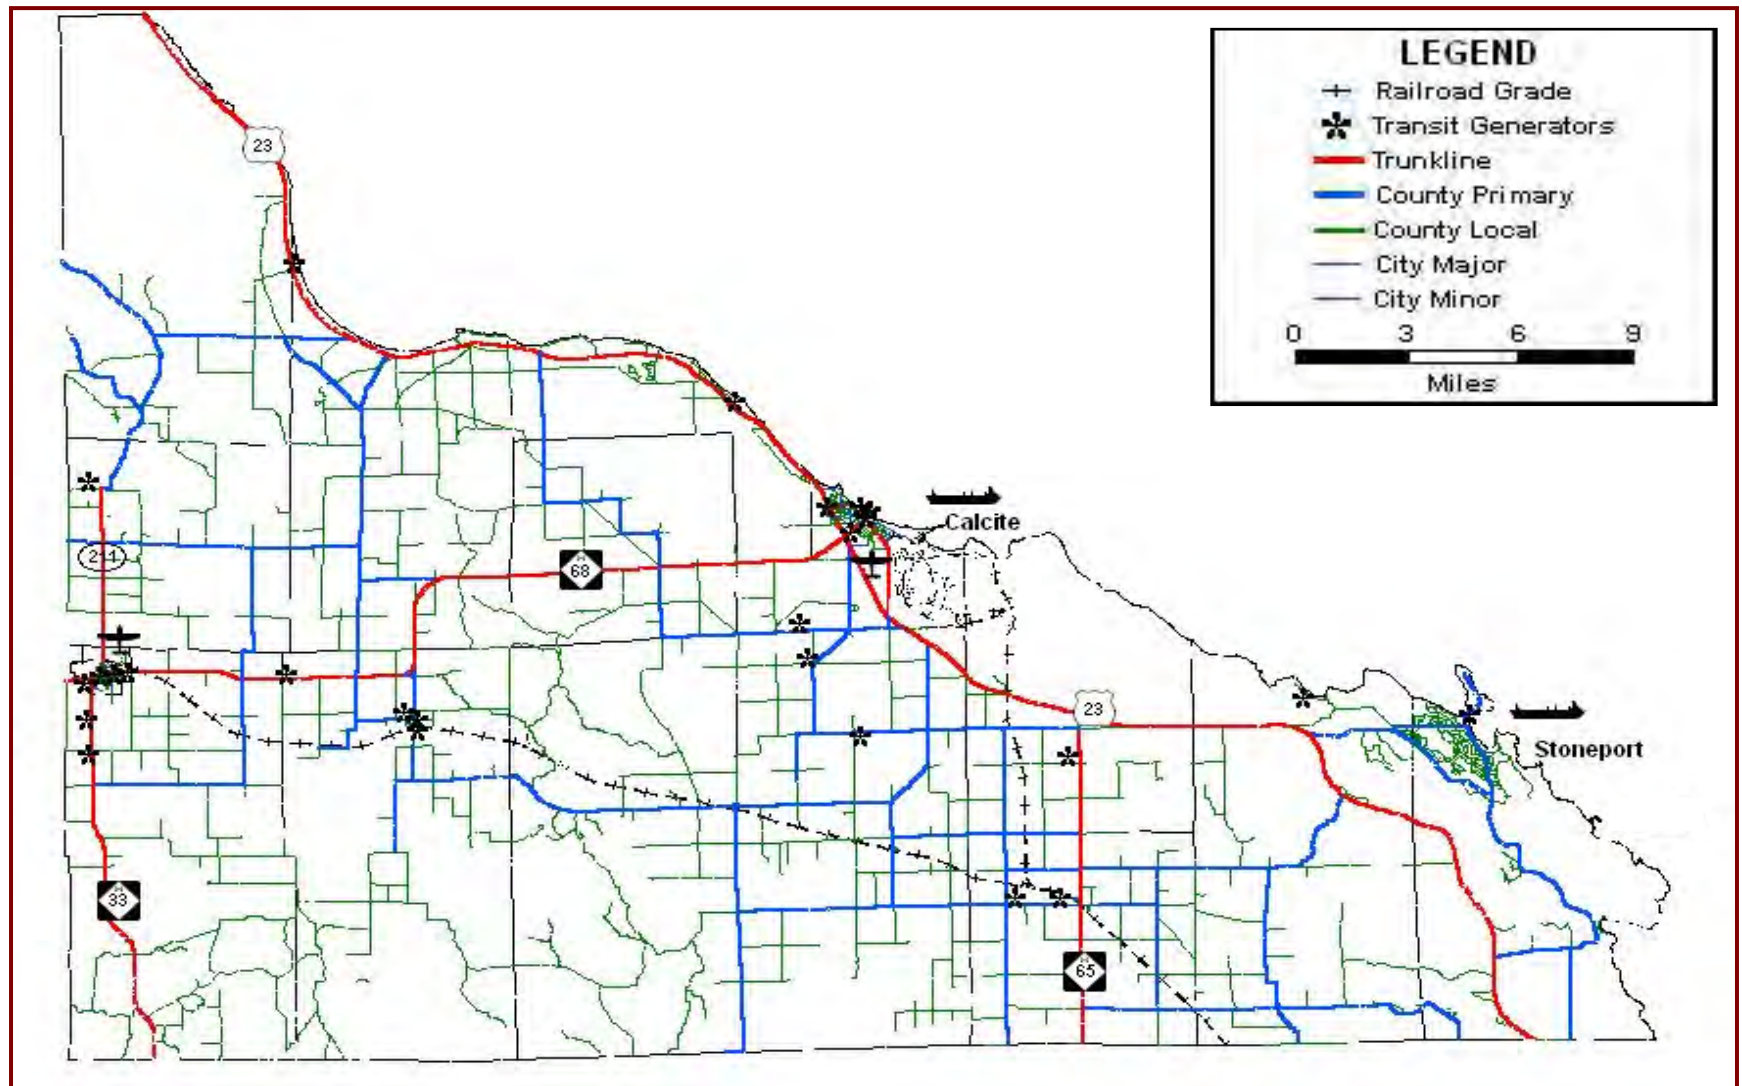 LEGEND
Railroad Grade
Transit Generators
Trunkline
County Primary
County Local
City Major
City Minor
0 3 6 9
Miles
23
Calcite
211
68
23
Stoneport
33
65